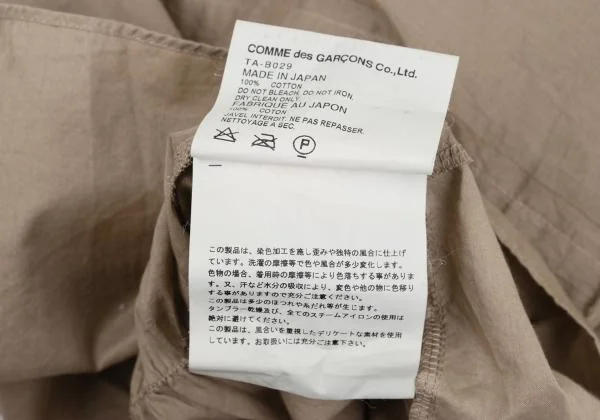 COMME des GARÇONS Co., Ltd.
TA-B029
MADE IN JAPAN
100% COTTON
DO NOT BLEACH. DO NOT IRON.
DRY CLEAN ONLY.
FABRIQUE AU JAPON
100% COTON
JAVEL INTERDIT. NE PAS REPASSER.
NETTOYAGE A SEC.
P
この製品は、染色加工を施し歪みや独特の風合に仕上げ
ています。洗濯の摩擦等で色や風合が多少変化します。
色物の場合、着用時の摩擦等により色落ちする事がありま
す。又、汗など水分の吸収により、変色や他の物に色移り
する事がありますので充分ご注意ください。
この製品は多少のほつれや糸だれ等が生じます。
タンブラー乾燥及び、全てのスチームアイロンの使用は
絶対に避けてください。
この製品は、風合いを重視したデリケートな素材を使用
しています。お取扱いには充分ご注意下さい。